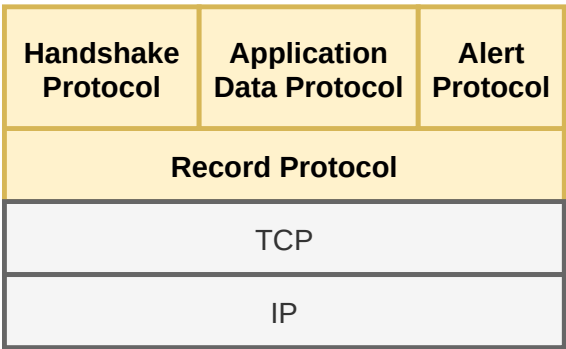 Handshake
Protocol
Application
Data Protocol
Alert
Protocol
Record Protocol
TCP
IP